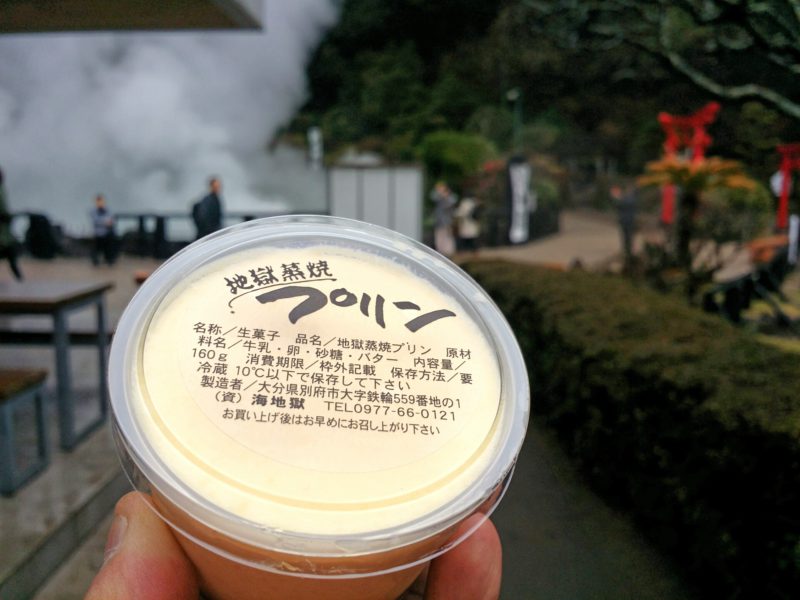 地獄蒸焼
プリン
名称／生菓子　品名／地獄蒸焼プリン　原材
料名／牛乳・卵・砂糖・バター　内容量／
160ｇ　消費期限／枠外記載　保存方法／要
冷蔵 10℃以下で保存して下さい
製造者／大分県別府市大字鉄輪559番地の1
（資）海地獄　TEL0977-66-0121
お買い上げ後はお早めにお召し上がり下さい